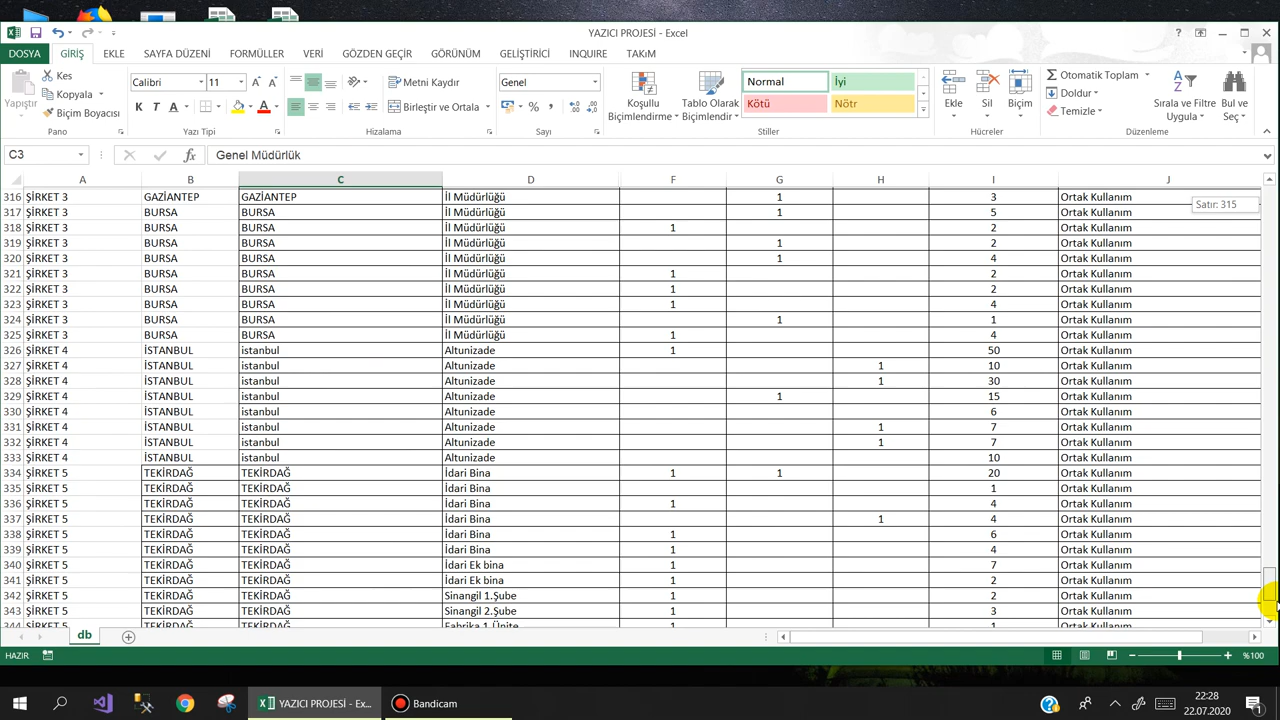 YAZICI PROJESİ - Excel
DOSYA GİRİŞ EKLE SAYFA DÜZENİ FORMÜLLER VERİ GÖZDEN GEÇİR GÖRÜNÜM GELİŞTİRİCİ INQUIRE TAKıM
Yapıştır
Kes
Kopyala
Biçim Boyacısı
Pano
Calibri 11
K T A
Yazı Tipi
Metni Kaydır
Birleştir ve Ortala
Hizalama
Genel
Sayı
Koşullu Biçimlendirme
Tablo Olarak Biçimlendir
Normal İyi
Kötü Nötr
Stiller
Ekle Sil Biçim
Hücreler
Otomatik Toplam
Doldur
Temizle
Sırala ve Filtre Uygula
Bul ve Seç
Düzenleme
C3 fx Genel Müdürlük
A B C D F G H I J
316 ŞİRKET 3 GAZİANTEP GAZİANTEP İl Müdürlüğü 1 3 Ortak Kullanım
Satır: 315
317 ŞİRKET 3 BURSA BURSA İl Müdürlüğü 1 5 Ortak Kullanım
318 ŞİRKET 3 BURSA BURSA İl Müdürlüğü 1 2 Ortak Kullanım
319 ŞİRKET 3 BURSA BURSA İl Müdürlüğü 1 2 Ortak Kullanım
320 ŞİRKET 3 BURSA BURSA İl Müdürlüğü 1 4 Ortak Kullanım
321 ŞİRKET 3 BURSA BURSA İl Müdürlüğü 1 2 Ortak Kullanım
322 ŞİRKET 3 BURSA BURSA İl Müdürlüğü 1 2 Ortak Kullanım
323 ŞİRKET 3 BURSA BURSA İl Müdürlüğü 1 4 Ortak Kullanım
324 ŞİRKET 3 BURSA BURSA İl Müdürlüğü 1 1 Ortak Kullanım
325 ŞİRKET 3 BURSA BURSA İl Müdürlüğü 1 4 Ortak Kullanım
326 ŞİRKET 4 İSTANBUL istanbul Altunizade 1 50 Ortak Kullanım
327 ŞİRKET 4 İSTANBUL istanbul Altunizade 1 10 Ortak Kullanım
328 ŞİRKET 4 İSTANBUL istanbul Altunizade 1 30 Ortak Kullanım
329 ŞİRKET 4 İSTANBUL istanbul Altunizade 1 15 Ortak Kullanım
330 ŞİRKET 4 İSTANBUL istanbul Altunizade 6 Ortak Kullanım
331 ŞİRKET 4 İSTANBUL istanbul Altunizade 1 7 Ortak Kullanım
332 ŞİRKET 4 İSTANBUL istanbul Altunizade 1 7 Ortak Kullanım
333 ŞİRKET 4 İSTANBUL istanbul Altunizade 10 Ortak Kullanım
334 ŞİRKET 5 TEKİRDAĞ TEKİRDAĞ İdari Bina 1 1 20 Ortak Kullanım
335 ŞİRKET 5 TEKİRDAĞ TEKİRDAĞ İdari Bina 1 Ortak Kullanım
336 ŞİRKET 5 TEKİRDAĞ TEKİRDAĞ İdari Bina 1 4 Ortak Kullanım
337 ŞİRKET 5 TEKİRDAĞ TEKİRDAĞ İdari Bina 1 4 Ortak Kullanım
338 ŞİRKET 5 TEKİRDAĞ TEKİRDAĞ İdari Bina 1 6 Ortak Kullanım
339 ŞİRKET 5 TEKİRDAĞ TEKİRDAĞ İdari Bina 1 4 Ortak Kullanım
340 ŞİRKET 5 TEKİRDAĞ TEKİRDAĞ İdari Ek bina 1 7 Ortak Kullanım
341 ŞİRKET 5 TEKİRDAĞ TEKİRDAĞ İdari Ek bina 1 2 Ortak Kullanım
342 ŞİRKET 5 TEKİRDAĞ TEKİRDAĞ Sinangil 1.Şube 1 2 Ortak Kullanım
343 ŞİRKET 5 TEKİRDAĞ TEKİRDAĞ Sinangil 2.Şube 1 3 Ortak Kullanım
344 ŞİRKET 5 TEKİRDAĞ TEKİRDAĞ Fabrika 1.Ünite 1 1 Ortak Kullanım
db
HAZIR %100
YAZICI PROJESİ - Ex... Bandicam
22:28
22.07.2020